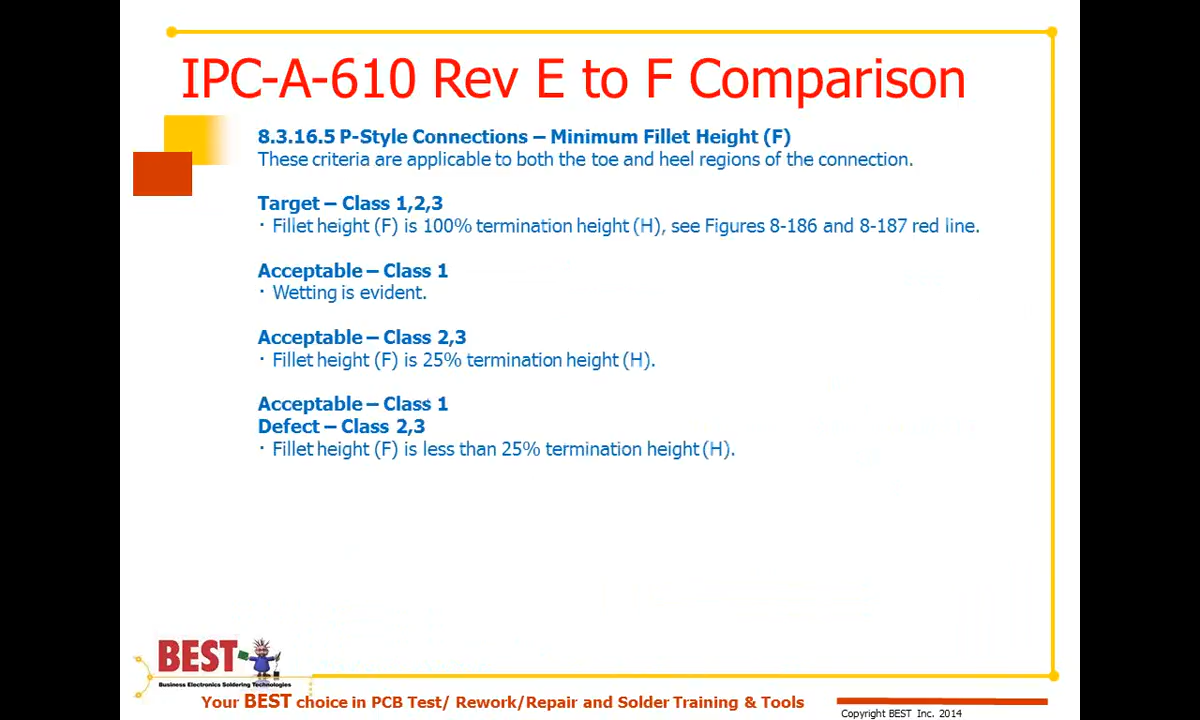 IPC-A-610 Rev E to F Comparison
8.3.16.5 P-Style Connections – Minimum Fillet Height (F)
These criteria are applicable to both the toe and heel regions of the connection.
Target – Class 1,2,3
· Fillet height (F) is 100% termination height (H), see Figures 8-186 and 8-187 red line.
Acceptable – Class 1
· Wetting is evident.
Acceptable – Class 2,3
· Fillet height (F) is 25% termination height (H).
Acceptable – Class 1
Defect – Class 2,3
· Fillet height (F) is less than 25% termination height (H).
BEST
Business Electronics Soldering Technologies
Your BEST choice in PCB Test/ Rework/Repair and Solder Training & Tools
Copyright BEST Inc. 2014